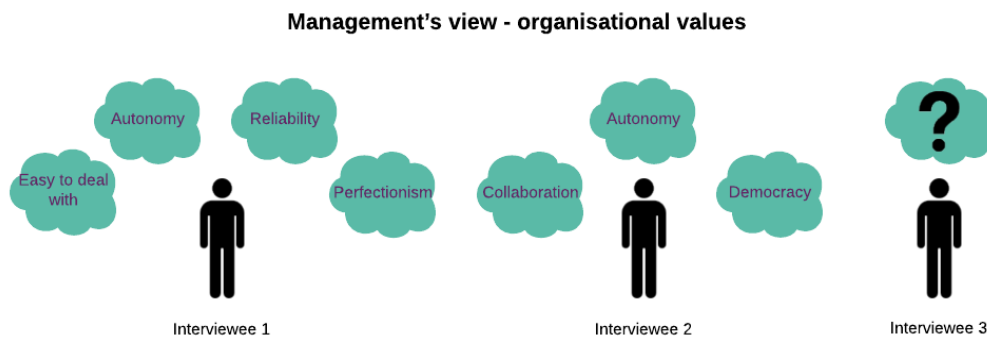 Management’s view - organisational values
Autonomy
Reliability
Easy to deal
with
Perfectionism
Autonomy
Collaboration
Democracy
?
Interviewee 1
Interviewee 2
Interviewee 3